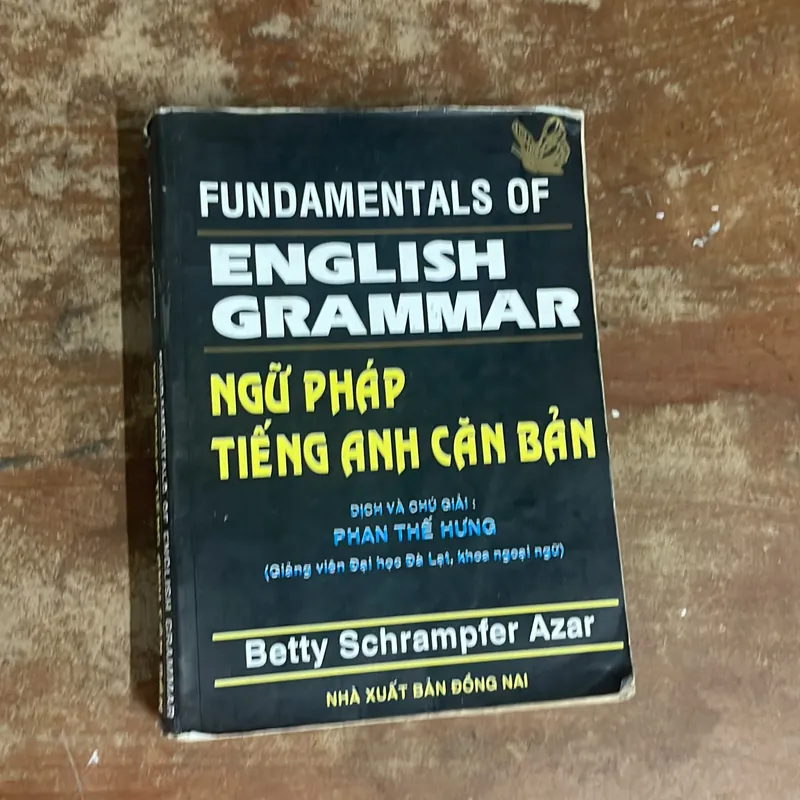 FUNDAMENTALS OF
ENGLISH
GRAMMAR
NGỮ PHÁP
TIẾNG ANH CĂN BẢN
DỊCH VÀ CHÚ GIẢI :
PHAN THẾ HƯNG
(Giảng viên Đại học Đà Lạt, khoa ngoại ngữ)
Betty Schrampfer Azar
NHÀ XUẤT BẢN ĐỒNG NAI